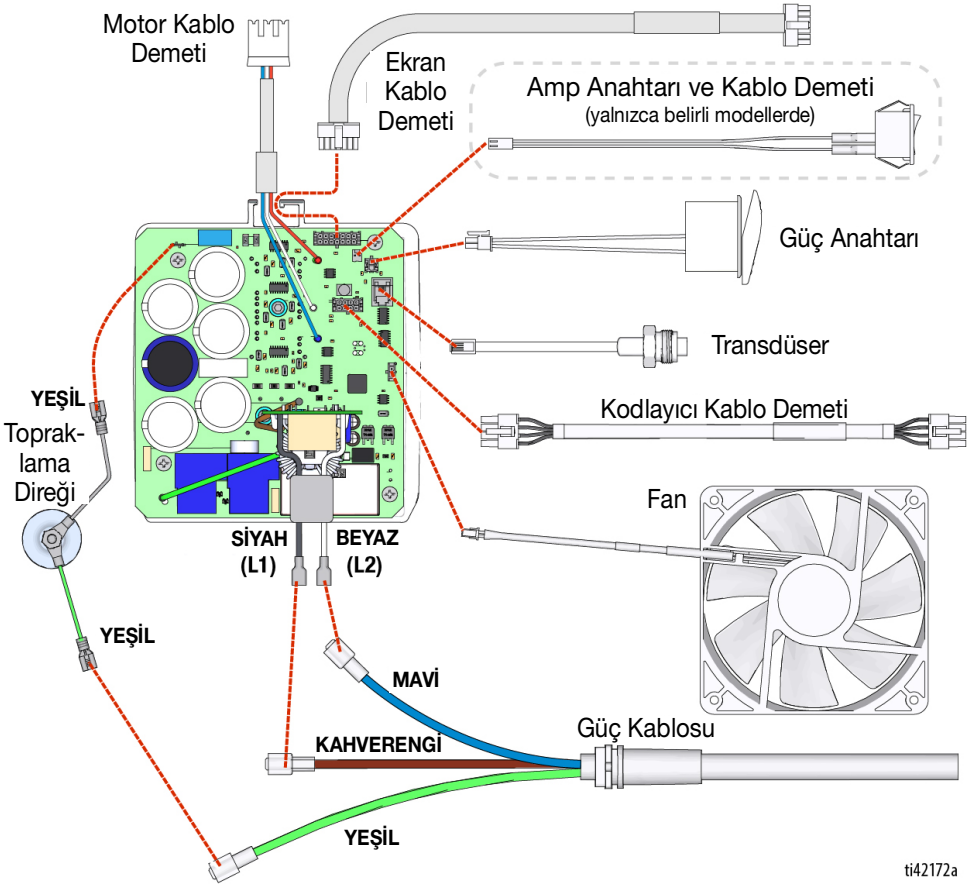 Motor Kablo
Demeti
Ekran
Kablo
Demeti
Amp Anahtarı ve Kablo Demeti
(yalnızca belirli modellerde)
Güç Anahtarı
Transdüser
Kodlayıcı Kablo Demeti
Fan
YEŞİL
Toprak-
lama
Direği
SİYAH
(L1)
BEYAZ
(L2)
YEŞİL
MAVİ
KAHVERENGİ
Güç Kablosu
YEŞİL
ti42172a